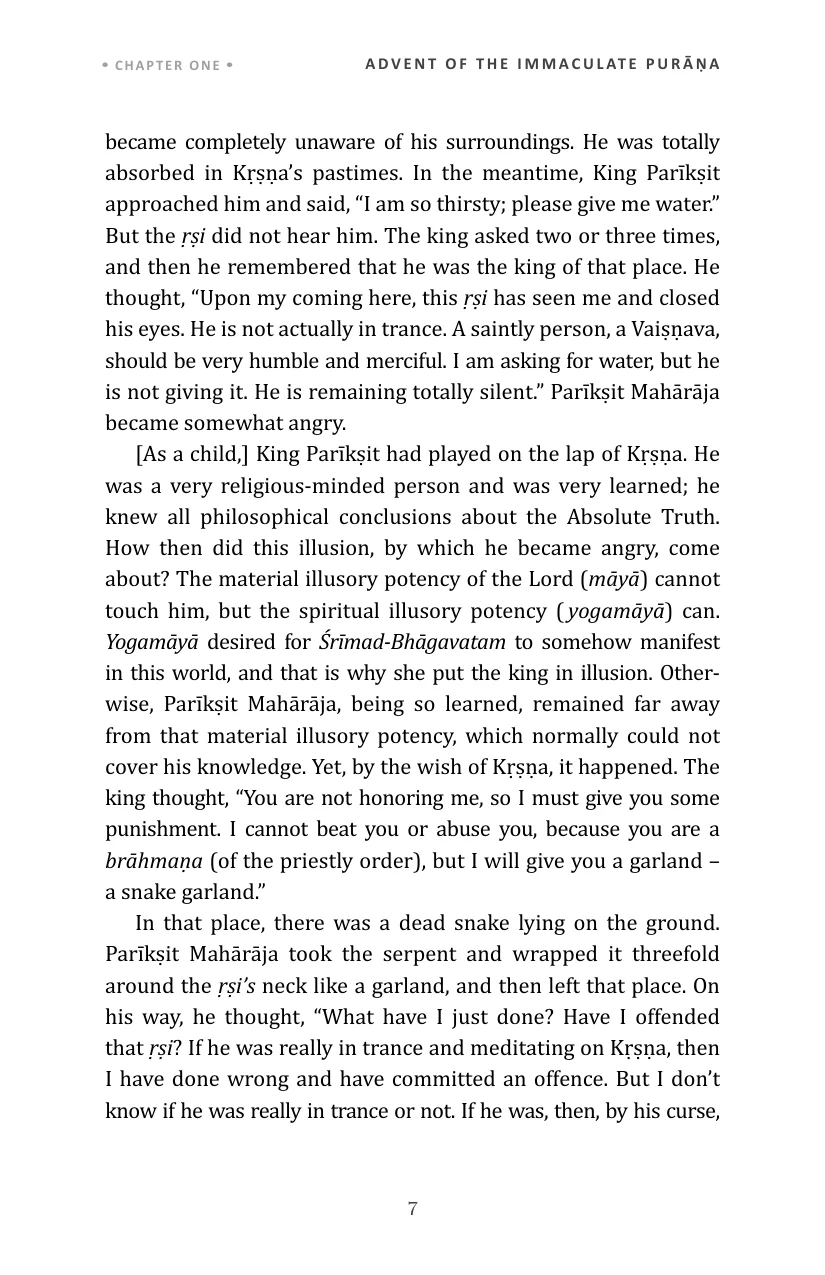 • CHAPTER ONE •
ADVENT OF THE IMMACULATE PURĀṆA
became completely unaware of his surroundings. He was totally
absorbed in Kṛṣṇa’s pastimes. In the meantime, King Parīkṣit
approached him and said, “I am so thirsty; please give me water.”
But the ṛṣi did not hear him. The king asked two or three times,
and then he remembered that he was the king of that place. He
thought, “Upon my coming here, this ṛṣi has seen me and closed
his eyes. He is not actually in trance. A saintly person, a Vaiṣṇava,
should be very humble and merciful. I am asking for water, but he
is not giving it. He is remaining totally silent.” Parīkṣit Mahārāja
became somewhat angry.
[As a child,] King Parīkṣit had played on the lap of Kṛṣṇa. He
was a very religious-minded person and was very learned; he
knew all philosophical conclusions about the Absolute Truth.
How then did this illusion, by which he became angry, come
about? The material illusory potency of the Lord (māyā) cannot
touch him, but the spiritual illusory potency (yogamāyā) can.
Yogamāyā desired for Śrīmad-Bhāgavatam to somehow manifest
in this world, and that is why she put the king in illusion. Other-
wise, Parīkṣit Mahārāja, being so learned, remained far away
from that material illusory potency, which normally could not
cover his knowledge. Yet, by the wish of Kṛṣṇa, it happened. The
king thought, “You are not honoring me, so I must give you some
punishment. I cannot beat you or abuse you, because you are a
brāhmaṇa (of the priestly order), but I will give you a garland –
a snake garland.”
In that place, there was a dead snake lying on the ground.
Parīkṣit Mahārāja took the serpent and wrapped it threefold
around the ṛṣi’s neck like a garland, and then left that place. On
his way, he thought, “What have I just done? Have I offended
that ṛṣi? If he was really in trance and meditating on Kṛṣṇa, then
I have done wrong and have committed an offence. But I don’t
know if he was really in trance or not. If he was, then, by his curse,
7